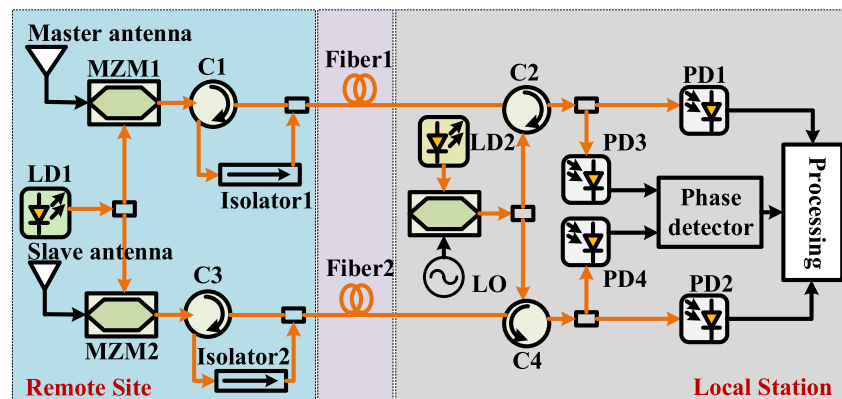 Master antenna
MZM1
C1
Fiber1
C2
PD1
LD2
PD3
LD1
Isolator1
Phase
detector
Processing
Slave antenna
C3
Fiber2
LO
PD4
PD2
MZM2
Isolator2
C4
Remote Site
Local Station